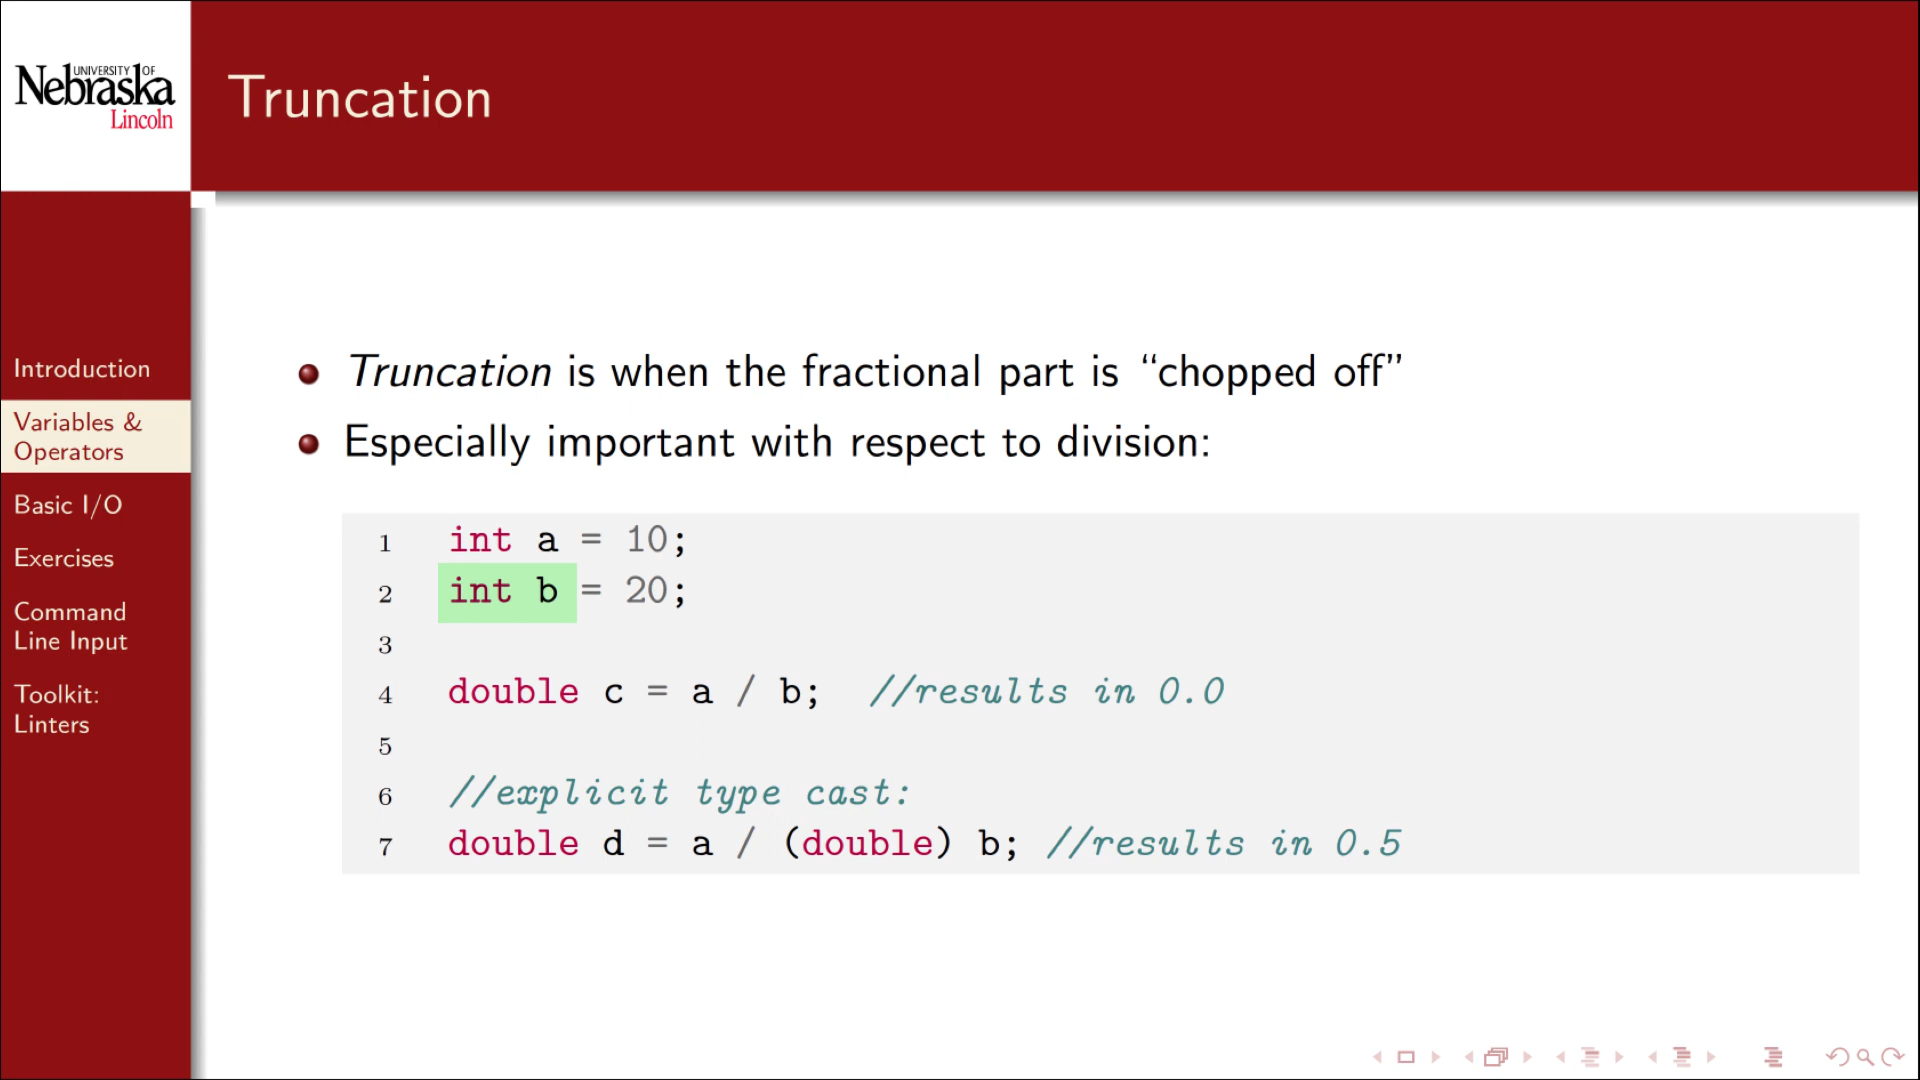 UNIVERSITY OF
Nebraska
Lincoln
Truncation
Introduction
Variables &
Operators
Basic I/O
Exercises
Command
Line Input
Toolkit:
Linters
Truncation is when the fractional part is “chopped off”
Especially important with respect to division:
1 int a = 10;
2 int b = 20;
3
4 double c = a / b; //results in 0.0
5
6 //explicit type cast:
7 double d = a / (double) b; //results in 0.5